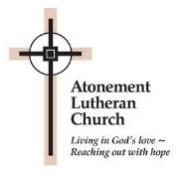 Atonement
Lutheran
Church
Living in God's love ~
Reaching out with hope